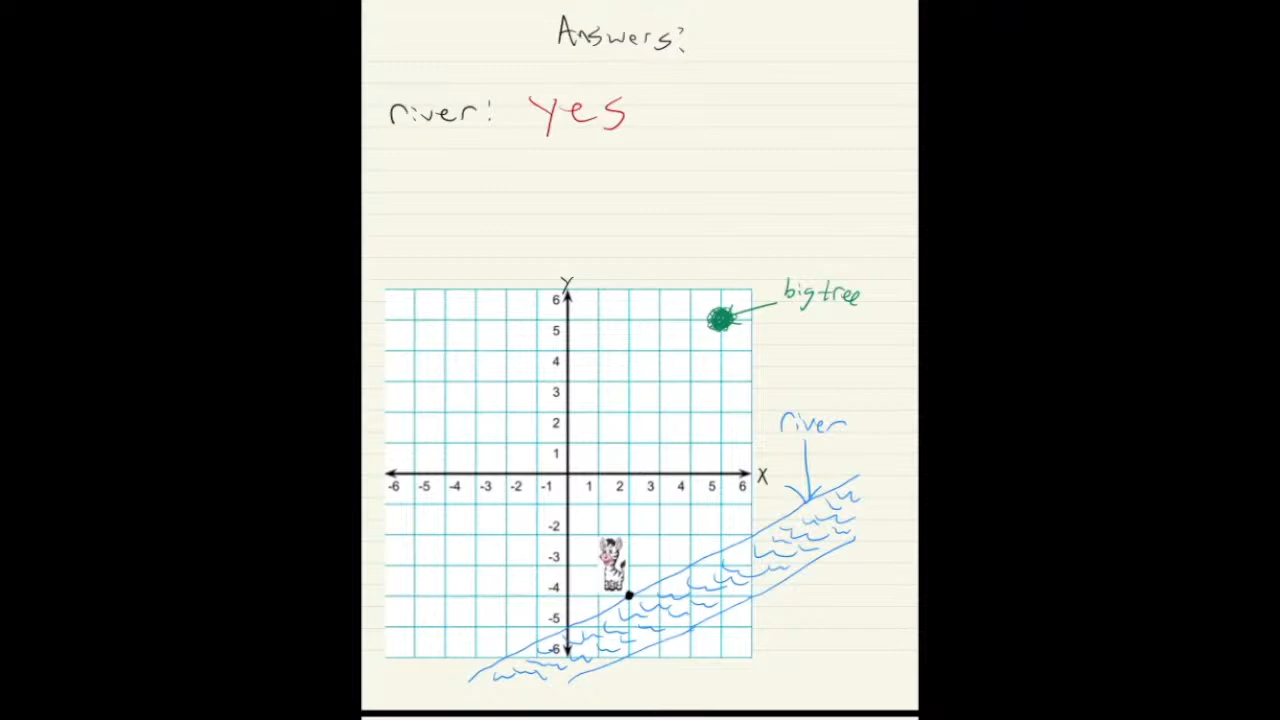 Answers:
river: yes
Y
big tree
6
5
4
3
2
1
river
X
-6 -5 -4 -3 -2 -1 1 2 3 4 5 6
-2
-3
-4
-5
-6